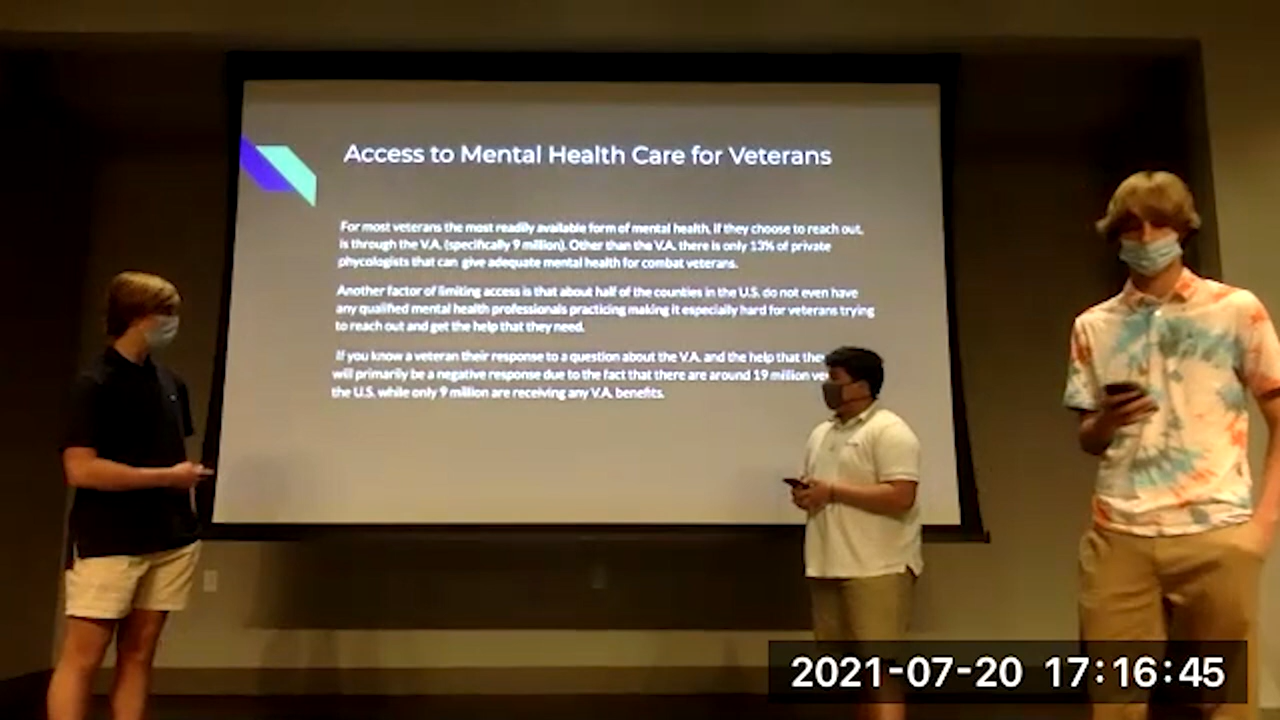 Access to Mental Health Care for Veterans
For most veterans the most readily available form of mental health, if they choose to reach out,
is through the V.A. (specifically 9 million). Other than the V.A. there is only 13% of private
phycologists that can give adequate mental health for combat veterans.
Another factor of limiting access is that about half of the counties in the U.S. do not even have
any qualified mental health professionals practicing making it especially hard for veterans trying
to reach out and get the help that they need.
If you know a veteran their response to a question about the V.A. and the help that they
will primarily be a negative response due to the fact that there are around 19 million
the U.S. while only 9 million are receiving any V.A. benefits.
2021-07-20 17:16:45